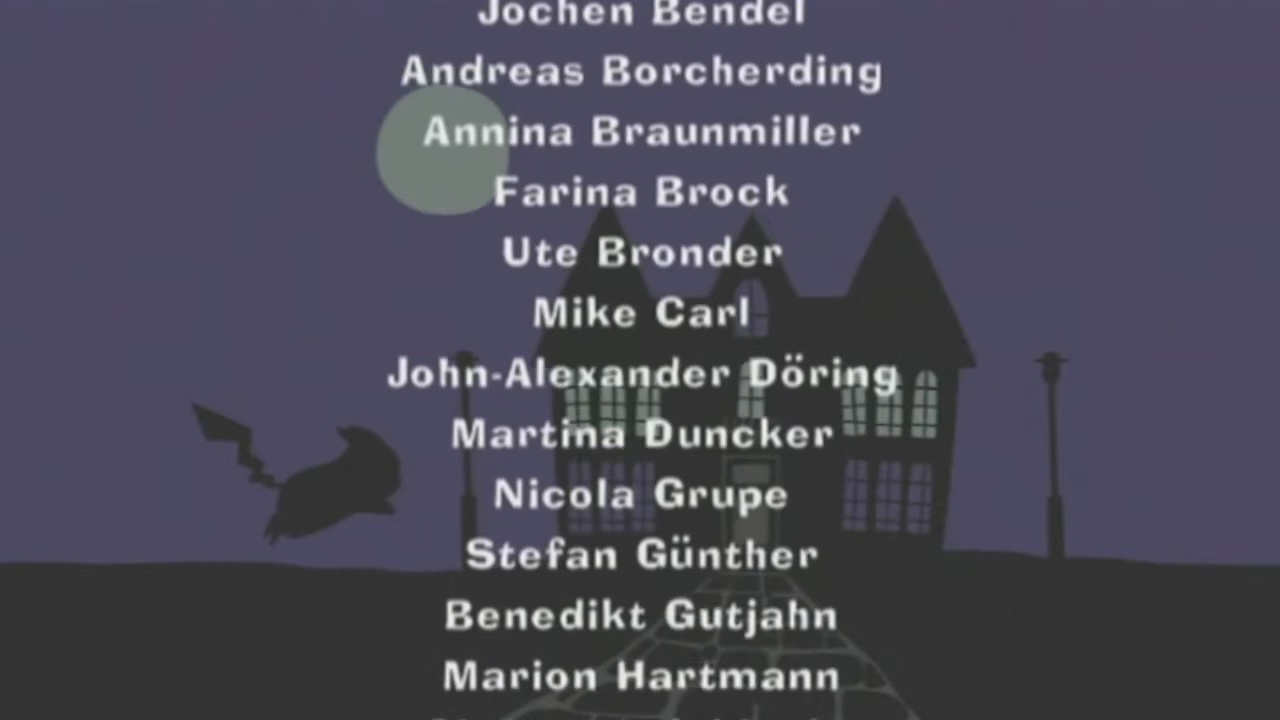 Jochen Bendel
Andreas Borcherding
Annina Braunmiller
Farina Brock
Ute Bronder
Mike Carl
John-Alexander Döring
Martina Duncker
Nicola Grupe
Stefan Günther
Benedikt Gutjahn
Marion Hartmann